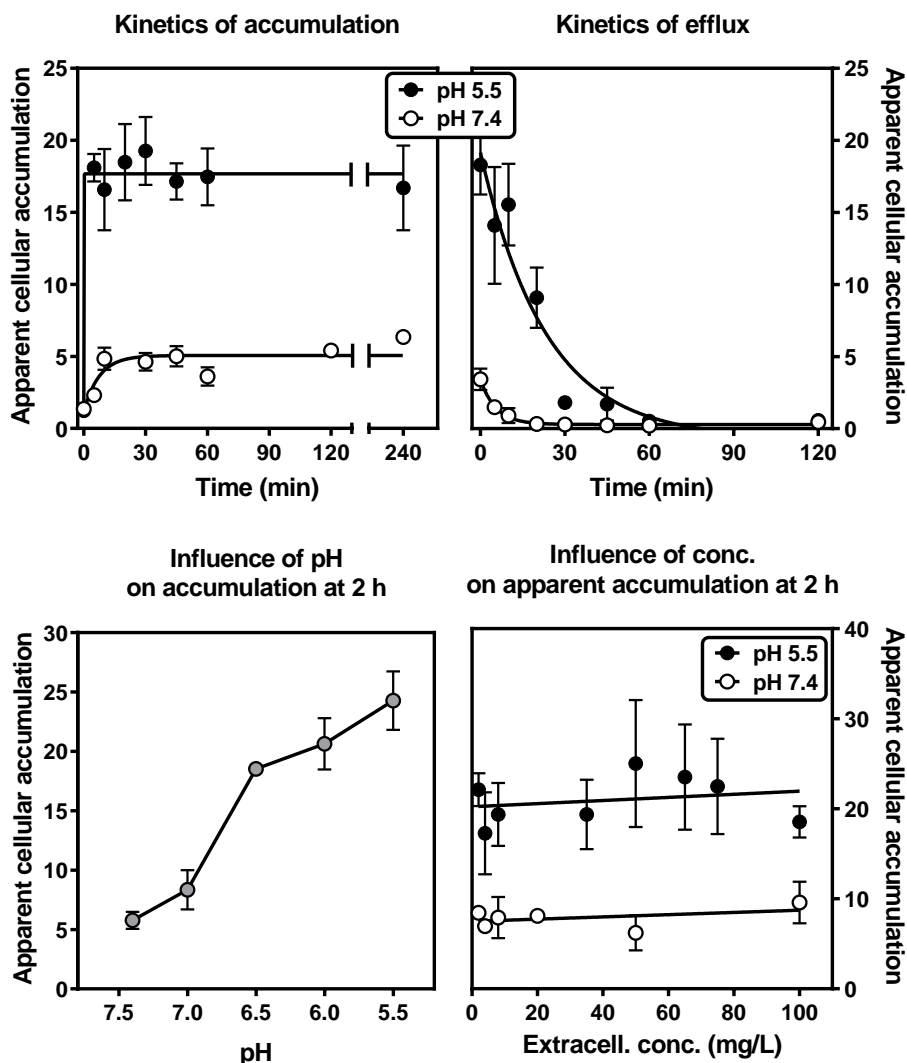 Kinetics of accumulation
Apparent cellular accumulation
25
20
15
10
5
0
0 30 60 90 120 240
Time (min)
pH 5.5
pH 7.4
Kinetics of efflux
25
20
15
10
5
0
Apparent cellular accumulation
0 30 60 90 120
Time (min)
Influence of pH
on accumulation at 2 h
Apparent cellular accumulation
30
25
20
15
10
5
0
7.5 7.0 6.5 6.0 5.5
pH
Influence of conc.
on apparent accumulation at 2 h
pH 5.5
pH 7.4
40
30
20
10
0
Apparent cellular accumulation
0 20 40 60 80 100
Extracell. conc. (mg/L)